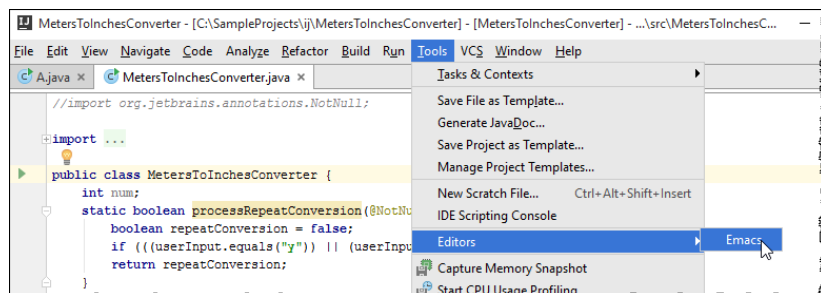 MetersToInchesConverter - [C:\SampleProjects\ij\MetersToInchesConverter] - [MetersToInchesConverter] - ...\src\MetersToInchesC...
File Edit View Navigate Code Analyze Refactor Build Run Tools VCS Window Help
A.java MetersToInchesConverter.java
Tasks & Contexts
Save File as Template...
Generate JavaDoc...
Save Project as Template...
Manage Project Templates...
New Scratch File... Ctrl+Alt+Shift+Insert
IDE Scripting Console
Editors
Emacs
Capture Memory Snapshot
Start CPU Usage Profiling
//import org.jetbrains.annotations.NotNull;
import ...
public class MetersToInchesConverter {
int num;
static boolean processRepeatConversion(@NotNu
boolean repeatConversion = false;
if (((userInput.equals("y")) || (userInpu
return repeatConversion;
}